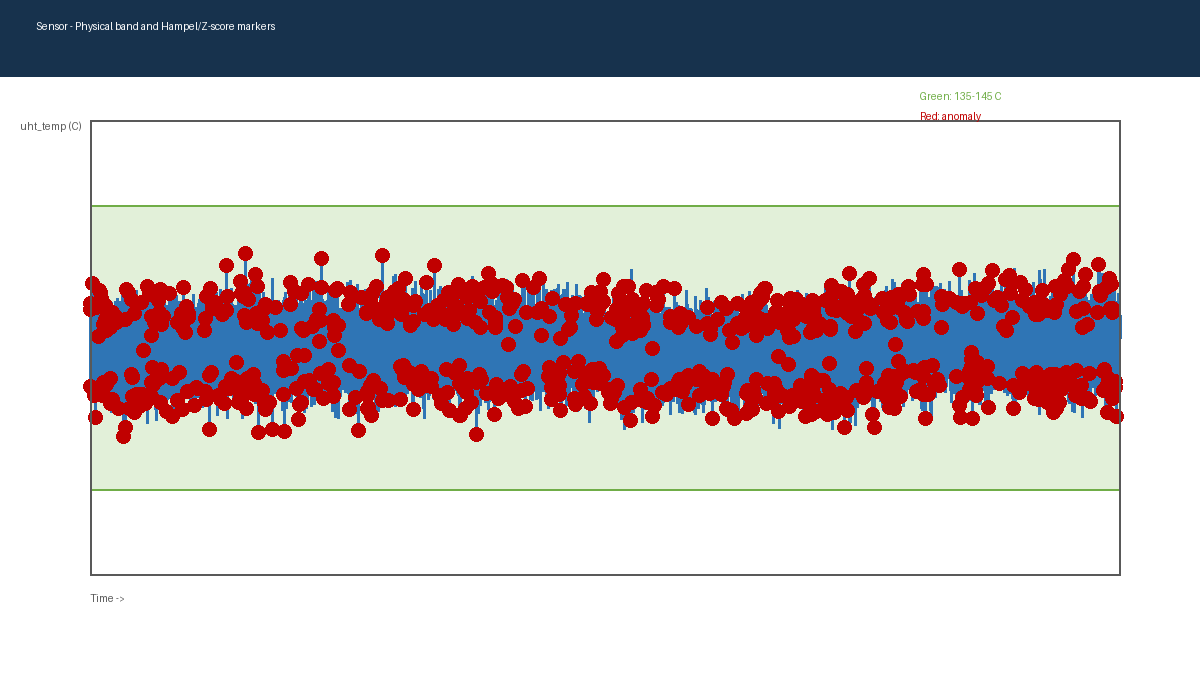 Sensor - Physical band and Hampel/Z-score markers
Green: 135-145 C
Red: anomaly
uht_temp (C)
Time ->